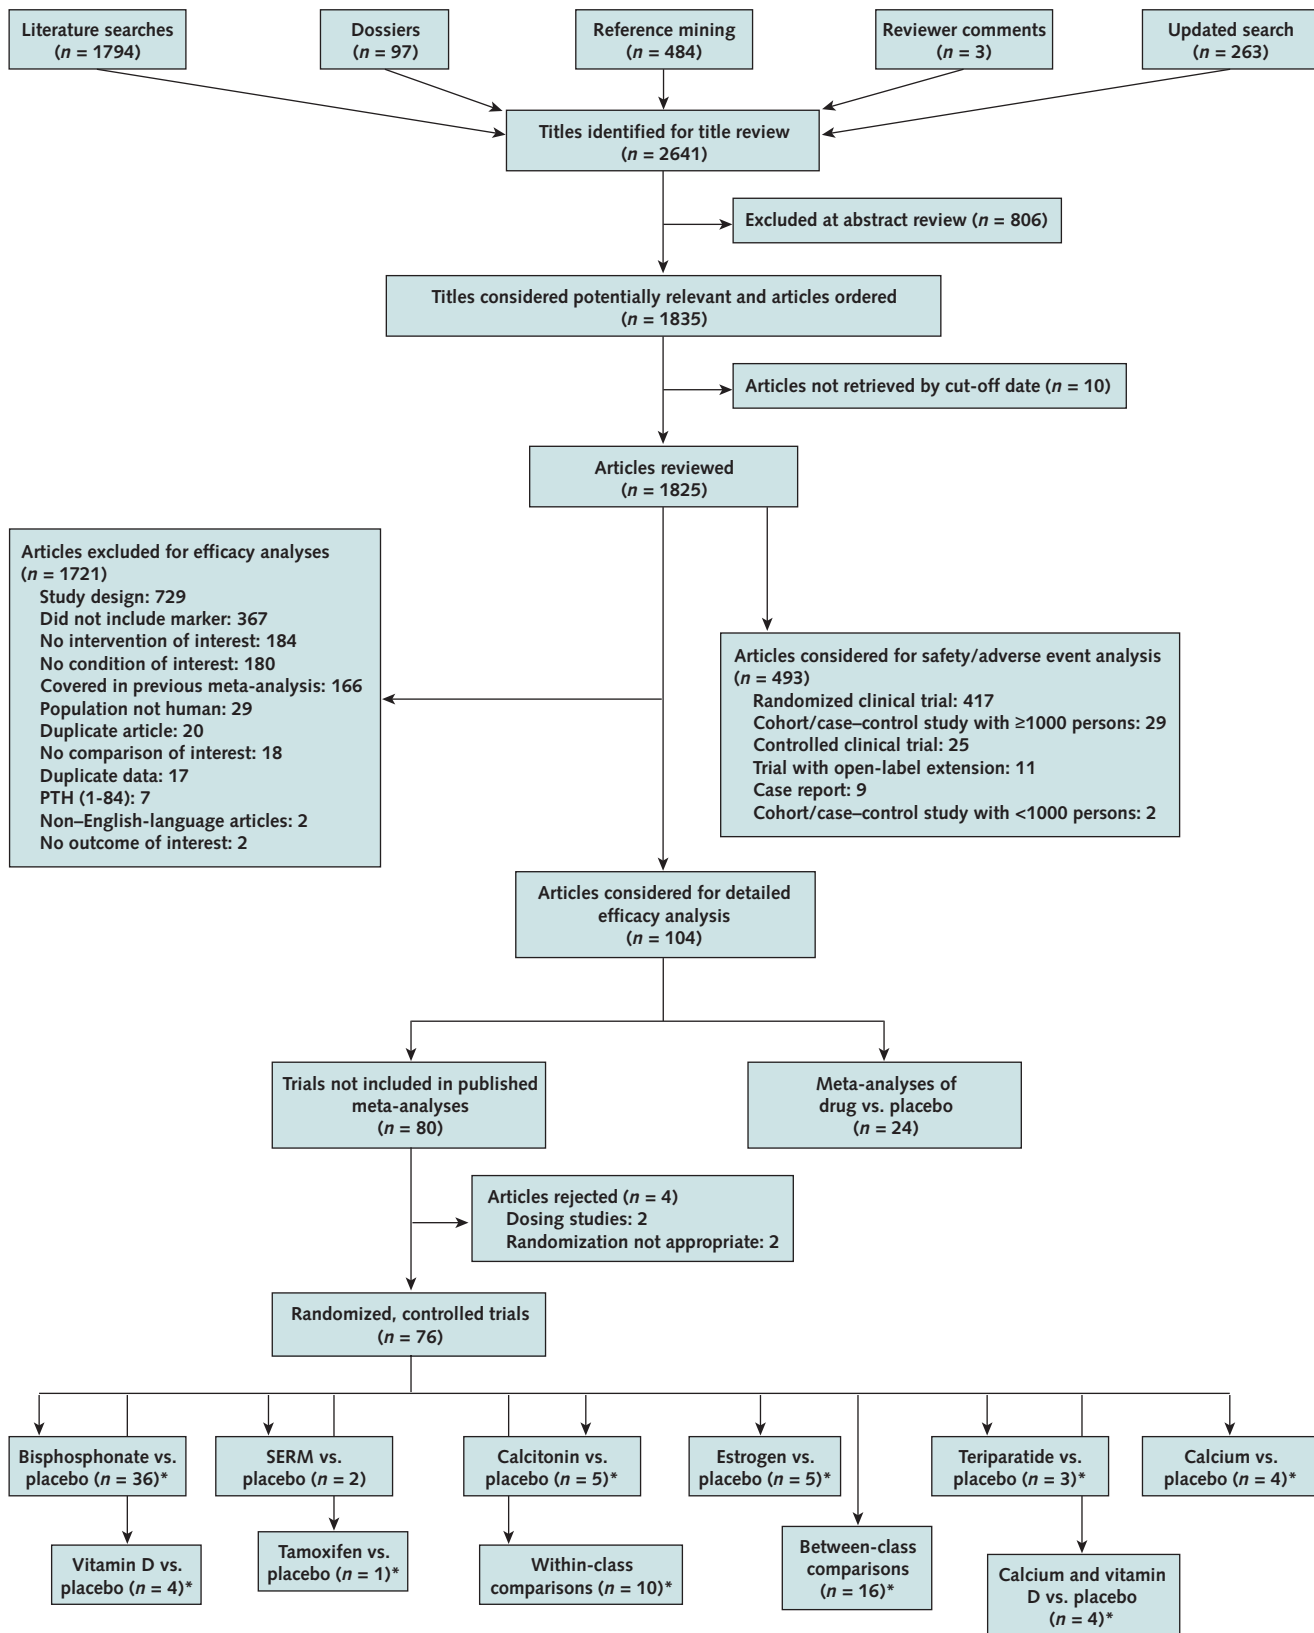 Literature searches
(n = 1794)
Dossiers
(n = 97)
Reference mining
(n = 484)
Reviewer comments
(n = 3)
Updated search
(n = 263)
Titles identified for title review
(n = 2641)
Excluded at abstract review (n = 806)
Titles considered potentially relevant and articles ordered
(n = 1835)
Articles not retrieved by cut-off date (n = 10)
Articles reviewed
(n = 1825)
Articles excluded for efficacy analyses
(n = 1721)
Study design: 729
Did not include marker: 367
No intervention of interest: 184
No condition of interest: 180
Covered in previous meta-analysis: 166
Population not human: 29
Duplicate article: 20
No comparison of interest: 18
Duplicate data: 17
PTH (1-84): 7
Non–English-language articles: 2
No outcome of interest: 2
Articles considered for safety/adverse event analysis
(n = 493)
Randomized clinical trial: 417
Cohort/case–control study with ≥1000 persons: 29
Controlled clinical trial: 25
Trial with open-label extension: 11
Case report: 9
Cohort/case–control study with <1000 persons: 2
Articles considered for detailed
efficacy analysis
(n = 104)
Trials not included in published
meta-analyses
(n = 80)
Meta-analyses of
drug vs. placebo
(n = 24)
Articles rejected (n = 4)
Dosing studies: 2
Randomization not appropriate: 2
Randomized, controlled trials
(n = 76)
Bisphosphonate vs.
placebo (n = 36)*
SERM vs.
placebo (n = 2)
Calcitonin vs.
placebo (n = 5)*
Estrogen vs.
placebo (n = 5)*
Teriparatide vs.
placebo (n = 3)*
Calcium vs.
placebo (n = 4)*
Vitamin D vs.
placebo (n = 4)*
Tamoxifen vs.
placebo (n = 1)*
Within-class
comparisons (n = 10)*
Between-class
comparisons
(n = 16)*
Calcium and vitamin
D vs. placebo
(n = 4)*